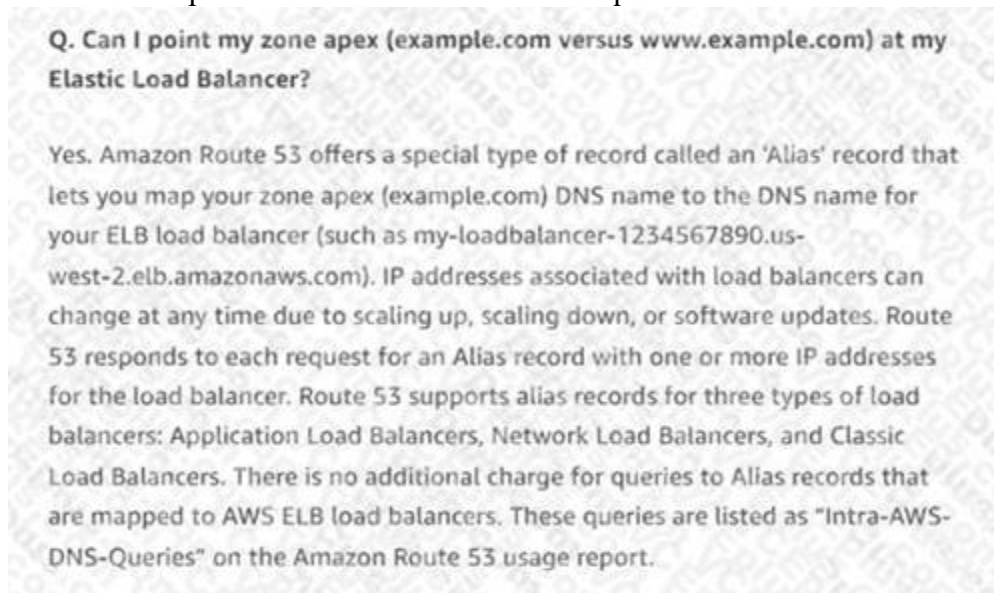 Q. Can I point my zone apex (example.com versus www.example.com) at my
Elastic Load Balancer?
Yes. Amazon Route 53 offers a special type of record called an 'Alias' record that
lets you map your zone apex (example.com) DNS name to the DNS name for
your ELB load balancer (such as my-loadbalancer-1234567890.us-
west-2.elb.amazonaws.com). IP addresses associated with load balancers can
change at any time due to scaling up, scaling down, or software updates. Route
53 responds to each request for an Alias record with one or more IP addresses
for the load balancer. Route 53 supports alias records for three types of load
balancers: Application Load Balancers, Network Load Balancers, and Classic
Load Balancers. There is no additional charge for queries to Alias records that
are mapped to AWS ELB load balancers. These queries are listed as "Intra-AWS-
DNS-Queries" on the Amazon Route 53 usage report.